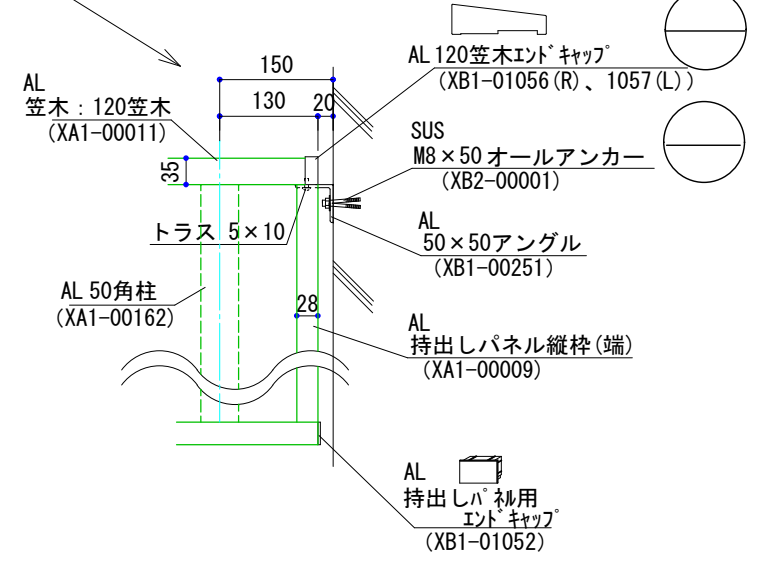 AL 120笠木ｴﾝﾄﾞｷｬｯﾌﾟ
(XB1-01056(R)、1057(L))
150
130
20
AL
笠木：120笠木
(XA1-00011)
SUS
M8×50 オールアンカー
(XB2-00001)
35
トラス 5×10
AL
50×50アングル
(XB1-00251)
AL 50角柱
(XA1-00162)
28
AL
持出しパネル縦枠(端)
(XA1-00009)
AL
持出しﾊﾟﾈﾙ用
ｴﾝﾄﾞｷｬｯﾌﾟ
(XB1-01052)